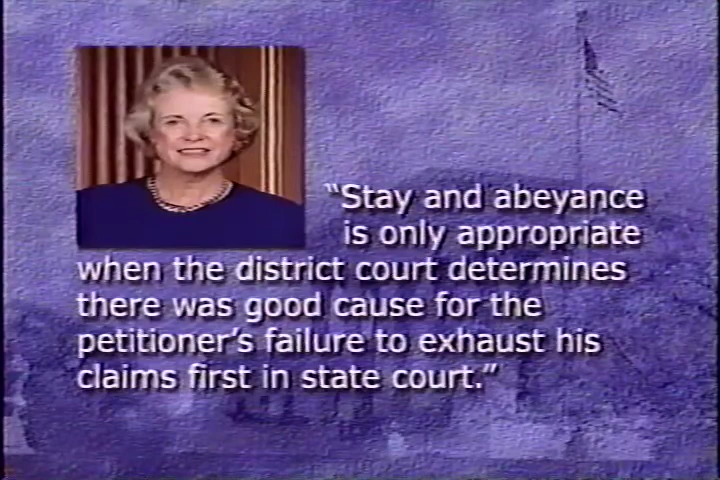 “Stay and abeyance
is only appropriate
when the district court determines
there was good cause for the
petitioner’s failure to exhaust his
claims first in state court.”